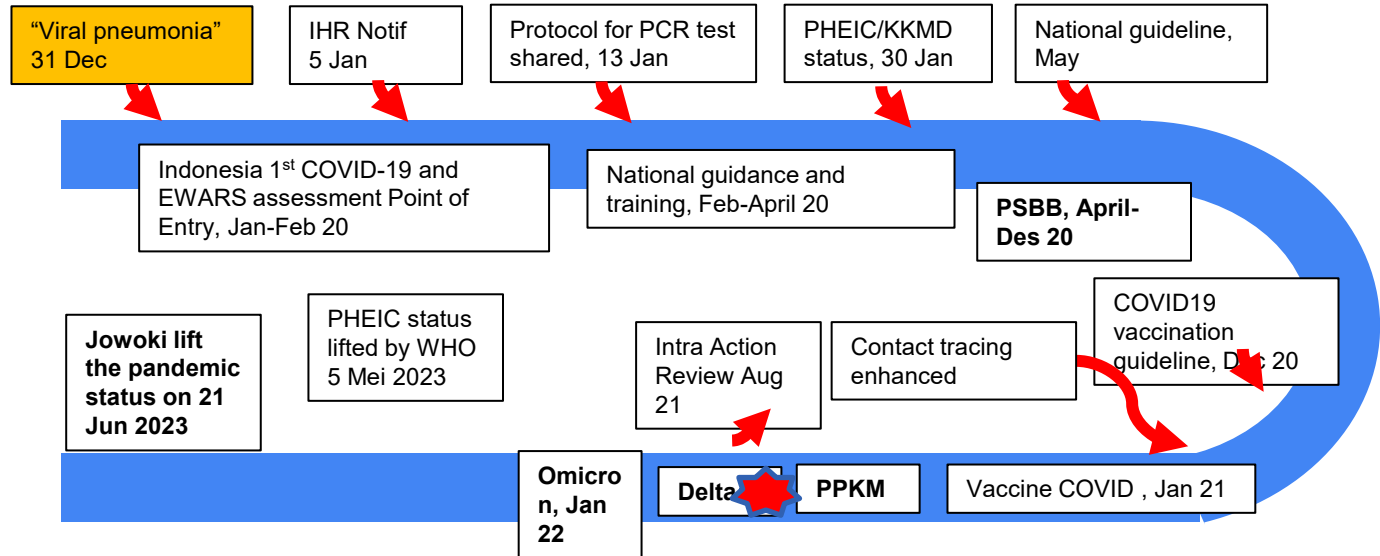 “Viral pneumonia”
31 Dec
IHR Notif
5 Jan
Protocol for PCR test
shared, 13 Jan
PHEIC/KKMD
status, 30 Jan
National guideline,
May
Indonesia 1st COVID-19 and
EWARS assessment Point of
Entry, Jan-Feb 20
National guidance and
training, Feb-April 20
PSBB, April-
Des 20
COVID19
vaccination
guideline, Dec 20
Contact tracing
enhanced
Intra Action
Review Aug
21
PHEIC status
lifted by WHO
5 Mei 2023
Jowoki lift
the pandemic
status on 21
Jun 2023
Omicro
n, Jan
22
Delta
PPKM
Vaccine COVID , Jan 21